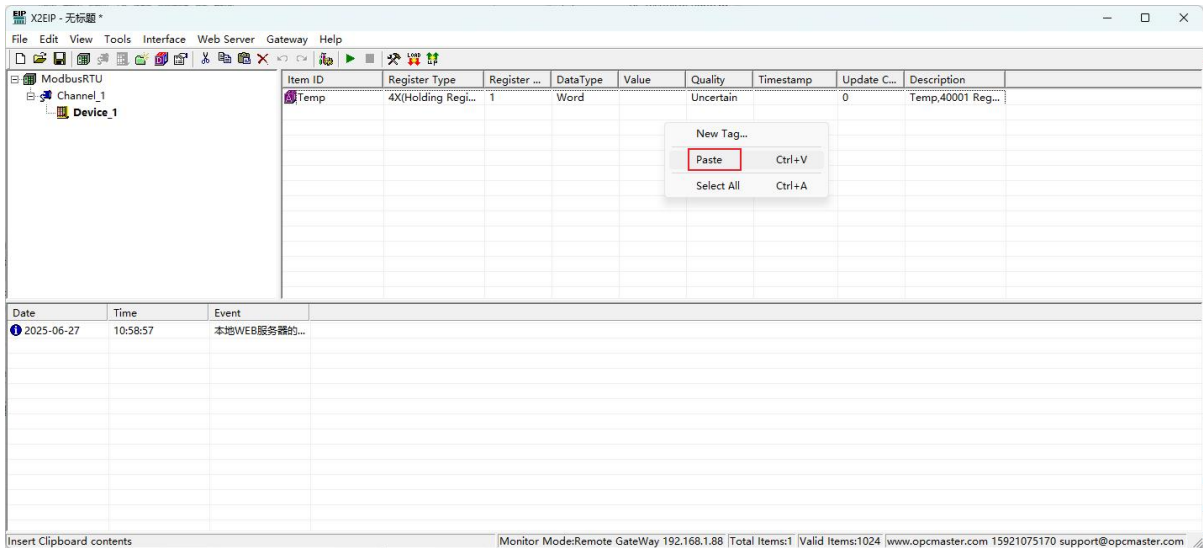 EIP X2EIP - 无标题 *
File Edit View Tools Interface Web Server Gateway Help
ModbusRTU
Channel_1
Device_1
Item ID Register Type Register ... DataType Value Quality Timestamp Update C... Description
Temp 4X(Holding Regi... 1 Word Uncertain 0 Temp,40001 Reg...
New Tag...
Paste Ctrl+V
Select All Ctrl+A
Date Time Event
2025-06-27 10:58:57 本地WEB服务器的...
Insert Clipboard contents Monitor Mode:Remote GateWay 192.168.1.88 Total Items:1 Valid Items:1024 www.opcmaster.com 15921075170 support@opcmaster.com